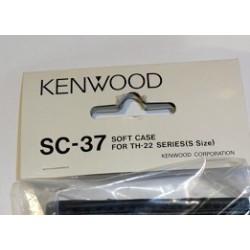 KENWOOD
SC-37 SOFT CASE
FOR TH-22 SERIES(S Size)
KENWOOD CORPORATION